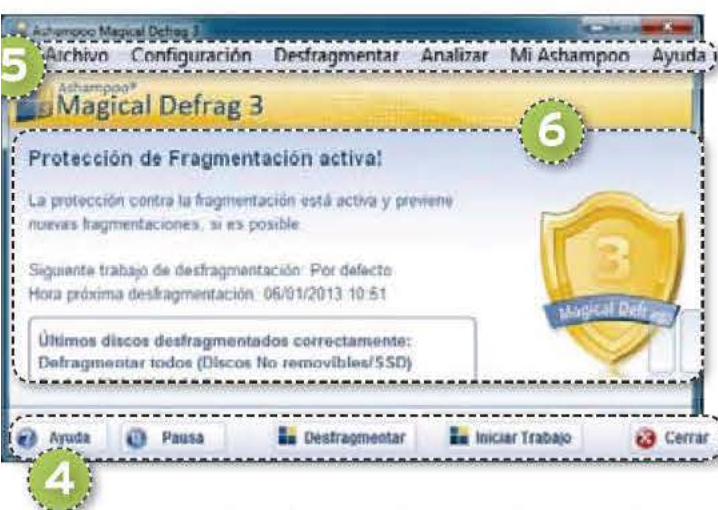 Ashampoo Magical Defrag 3
5
Archivo Configuración Desfragmentar Analizar Mi Ashampoo Ayuda
Ashampoo®
Magical Defrag 3
6
Protección de Fragmentación activa!
La protección contra la fragmentación está activa y previene
nuevas fragmentaciones, si es posible.
Siguiente trabajo de desfragmentación: Por defecto
Hora próxima desfragmentación: 06/01/2013 10:51
3
Magical Defrag
Últimos discos desfragmentados correctamente:
Defragmentar todos (Discos No removibles/SSD)
Ayuda Pausa Desfragmentar Iniciar Trabajo Cerrar
4